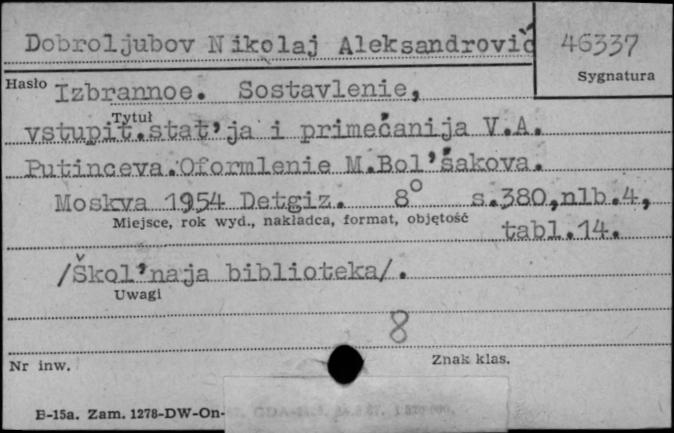 Dobroljubov Nikolaj Aleksandrović
46337
Hasło
Sygnatura
Izbrannoe. Sostavlenie,
Tytuł
vstupit.stat'ja i primečanija V.A.
Putinceva.Oformlenie M.Bol'šakova.
Moskva 1954 Detgiz. 8° s.380,nlb.4,
Miejsce, rok wyd., nakładca, format, objętość
tabl.14.
/Škol'naja biblioteka/.
Uwagi
8
Nr inw.
Znak klas.
B-15a. Zam. 1278-DW-On-